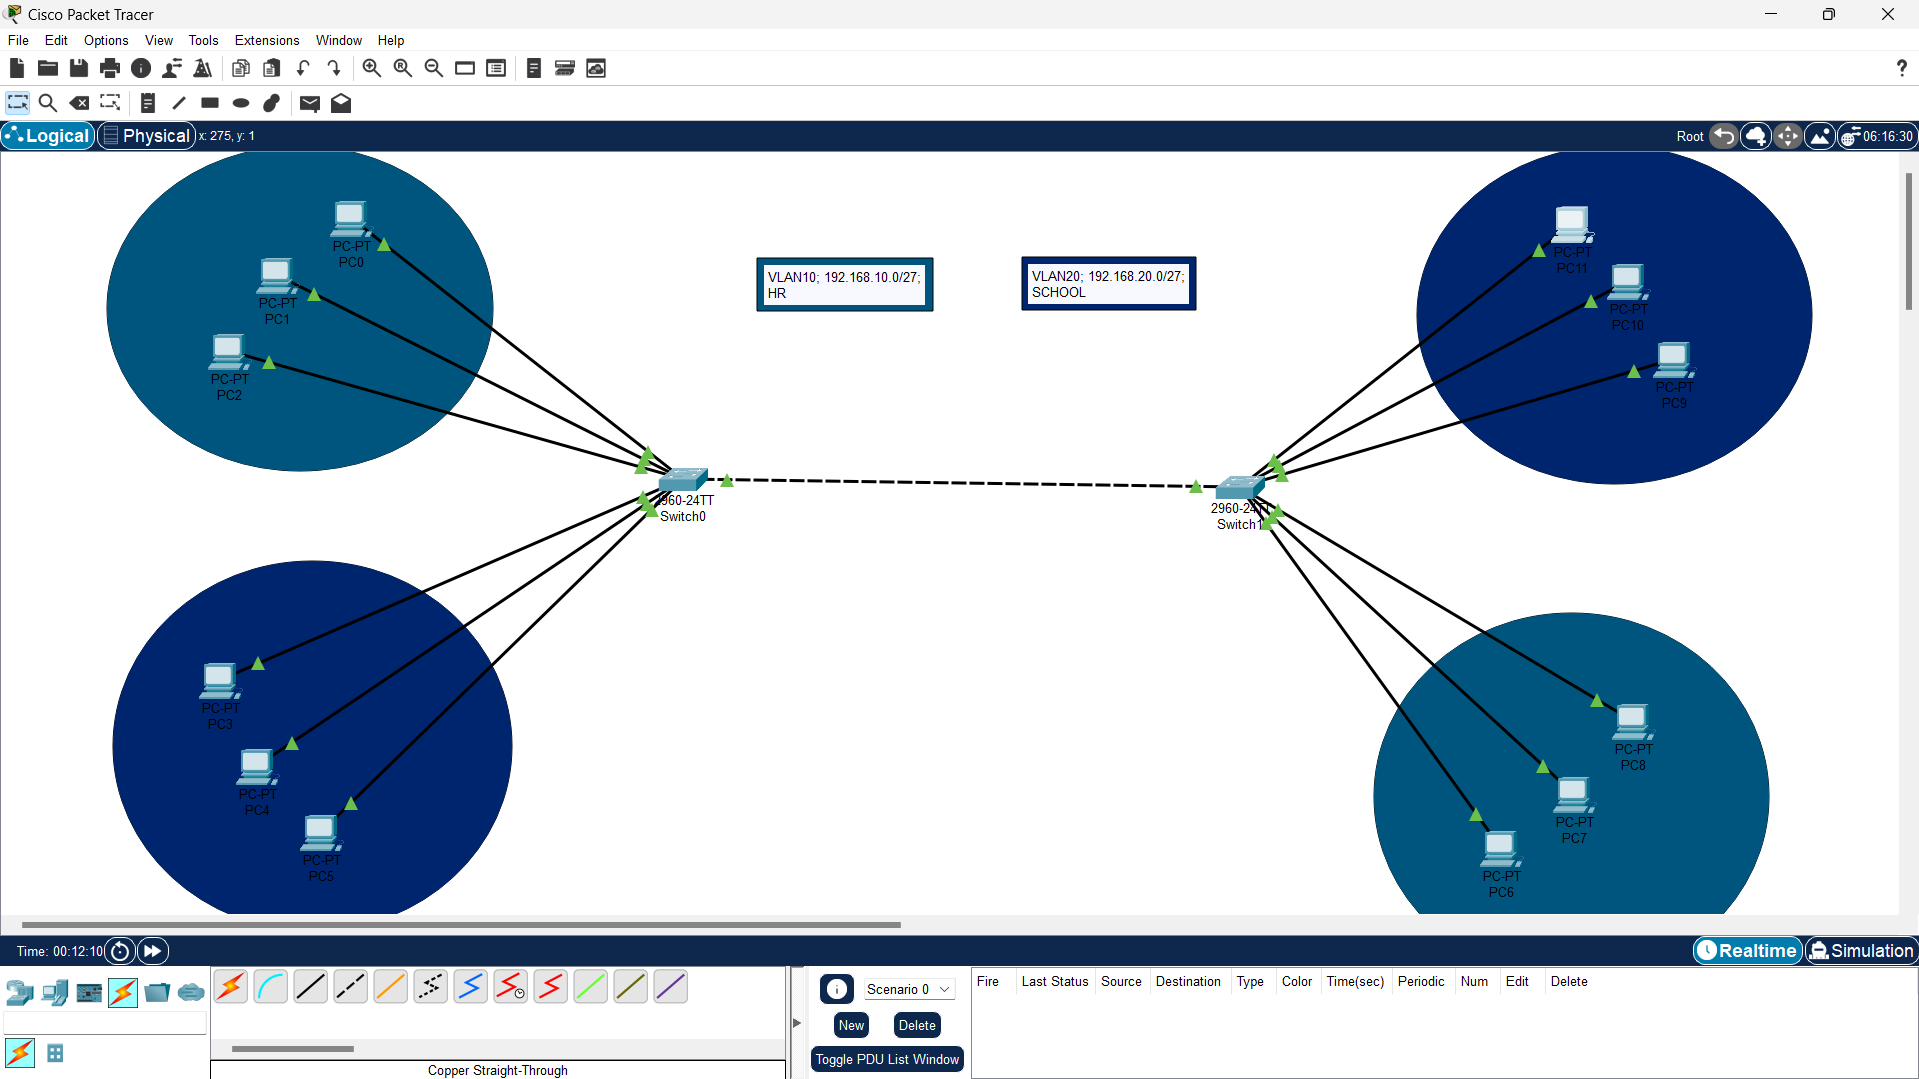 Cisco Packet Tracer
File Edit Options View Tools Extensions Window Help
?
Logical Physical x: 275, y: 1 Root 06:16:30
PC-PT
PC0
PC-PT
PC1
PC-PT
PC2
VLAN10; 192.168.10.0/27;
HR
VLAN20; 192.168.20.0/27;
SCHOOL
PC-PT
PC11
PC-PT
PC10
PC-PT
PC9
960-24TT
Switch0
2960-24TT
Switch1
PC-PT
PC3
PC-PT
PC4
PC-PT
PC5
PC-PT
PC8
PC-PT
PC7
PC-PT
PC6
Time: 00:12:10 Realtime Simulation
Scenario 0
New Delete
Toggle PDU List Window
Fire Last Status Source Destination Type Color Time(sec) Periodic Num Edit Delete
Copper Straight-Through